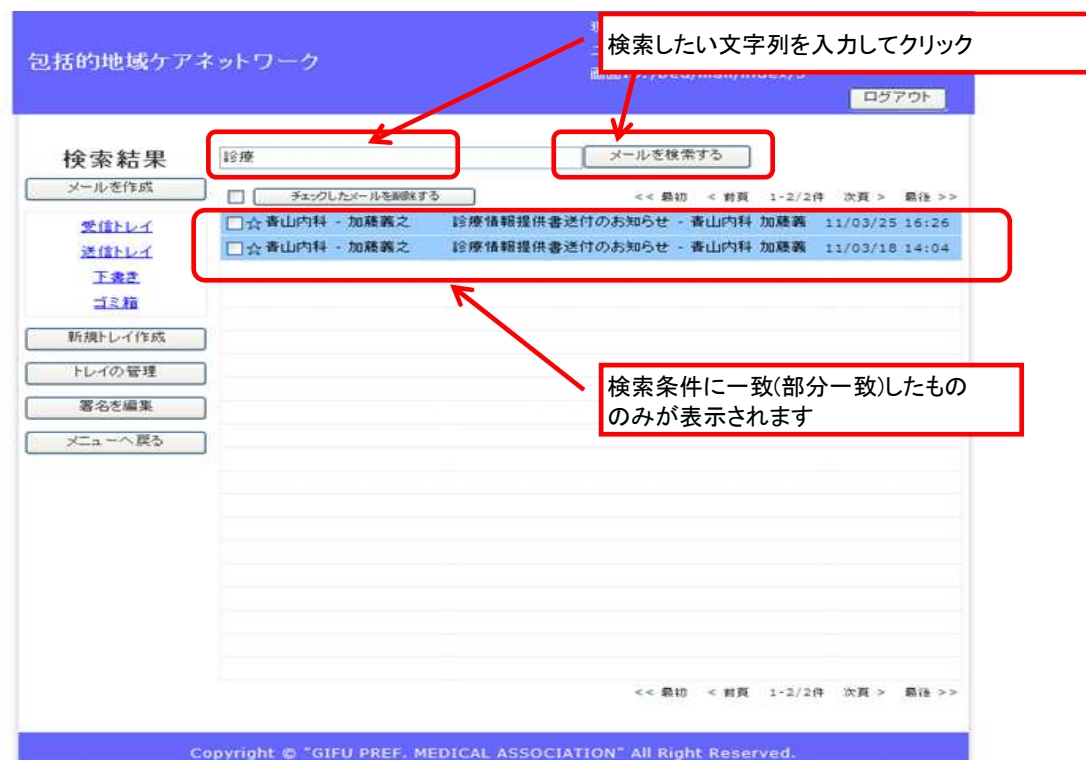 包括的地域ケアネットワーク
検索したい文字列を入力してクリック
ログアウト
検索結果
診療
メールを検索する
メールを作成
チェックしたメールを削除する
<< 最初 < 前頁 1-2/2件 次頁 > 最後 >>
受信トレイ
送信トレイ
下書き
ゴミ箱
☆ 青山内科 - 加藤義之 診療情報提供書送付のお知らせ - 青山内科 加藤義 11/03/25 16:26
☆ 青山内科 - 加藤義之 診療情報提供書送付のお知らせ - 青山内科 加藤義 11/03/18 14:04
新規トレイ作成
トレイの管理
署名を編集
メニューへ戻る
検索条件に一致(部分一致)したもの
のみが表示されます
<< 最初 < 前頁 1-2/2件 次頁 > 最後 >>
Copyright © "GIFU PREF. MEDICAL ASSOCIATION" All Right Reserved.